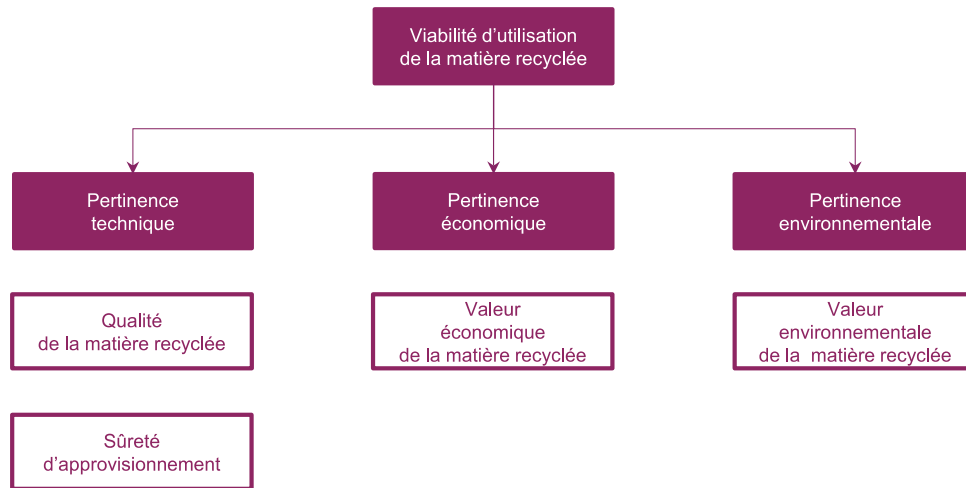 Viabilité d’utilisation
de la matière recyclée
Pertinence
technique
Pertinence
économique
Pertinence
environnementale
Qualité
de la matière recyclée
Valeur
économique
de la matière recyclée
Valeur
environnementale
de la  matière recyclée
Sûreté
d’approvisionnement